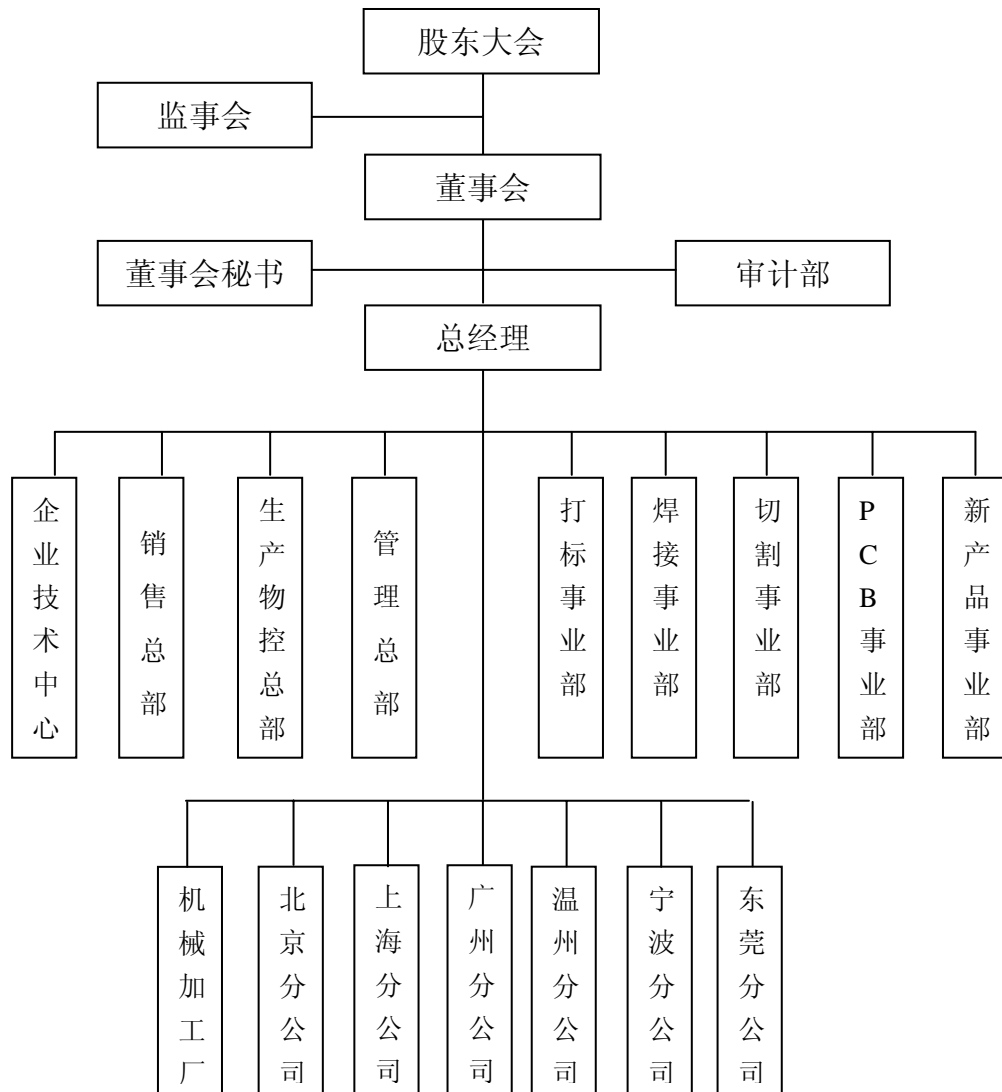 股东大会
监事会
董事会
董事会秘书
审计部
总经理
企业技术中心
销售总部
生产物控总部
管理总部
打标事业部
焊接事业部
切割事业部
PCB事业部
新产品事业部
机械加工厂
北京分公司
上海分公司
广州分公司
温州分公司
宁波分公司
东莞分公司